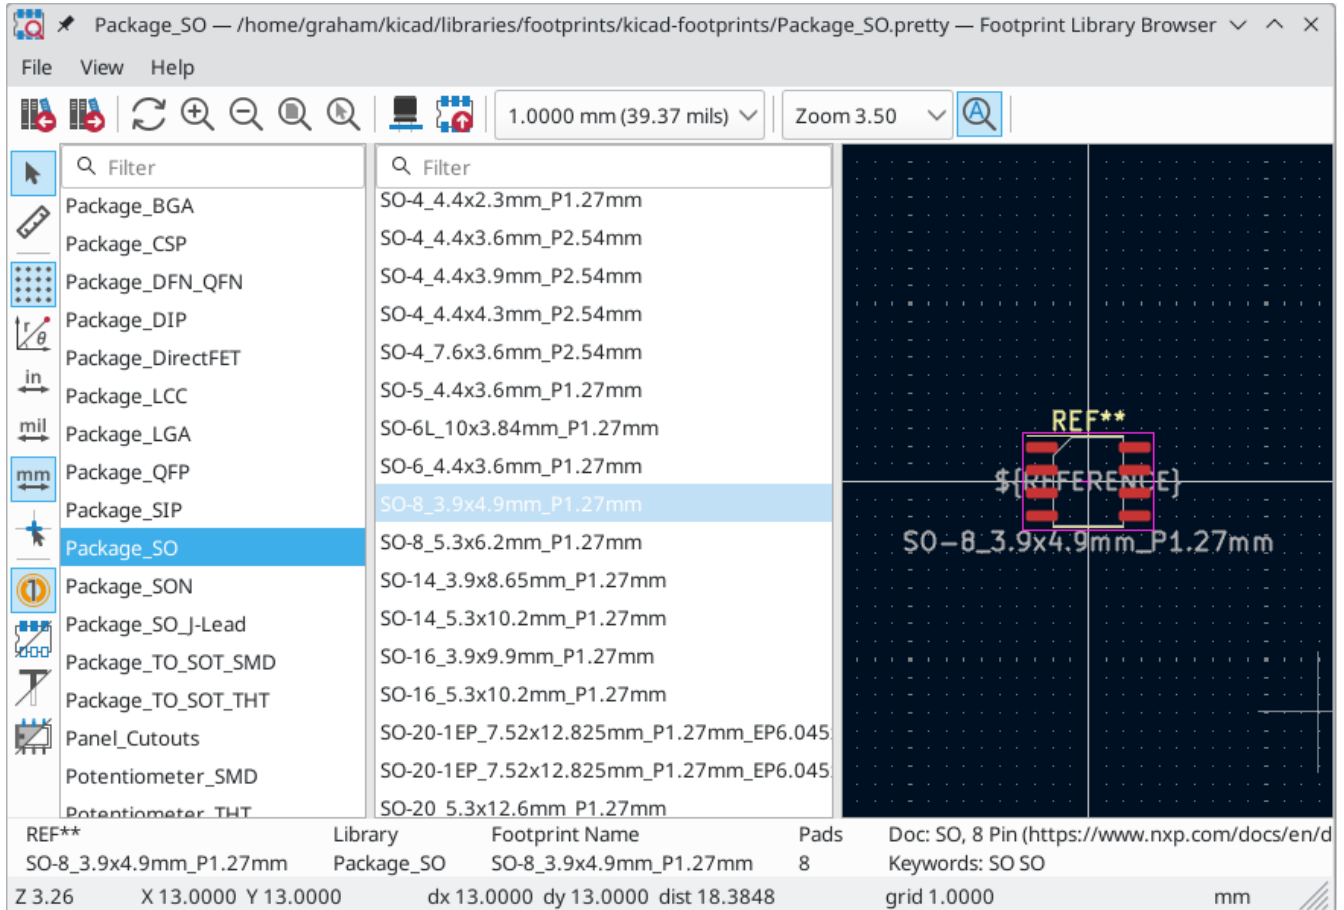 Package_SO — /home/graham/kicad/libraries/footprints/kicad-footprints/Package_SO.pretty — Footprint Library Browser
File View Help
1.0000 mm (39.37 mils) Zoom 3.50 A
Filter
Package_BGA
Package_CSP
Package_DFN_QFN
Package_DIP
Package_DirectFET
Package_LCC
Package_LGA
Package_QFP
Package_SIP
Package_SO
Package_SON
Package_SO_J-Lead
Package_TO_SOT_SMD
Package_TO_SOT_THT
Panel_Cutouts
Potentiometer_SMD
Potentiometer_THT
r
θ
in
mil
mm
1
T
Filter
SO-4_4.4x2.3mm_P1.27mm
SO-4_4.4x3.6mm_P2.54mm
SO-4_4.4x3.9mm_P2.54mm
SO-4_4.4x4.3mm_P2.54mm
SO-4_7.6x3.6mm_P2.54mm
SO-5_4.4x3.6mm_P1.27mm
SO-6L_10x3.84mm_P1.27mm
SO-6_4.4x3.6mm_P1.27mm
SO-8_3.9x4.9mm_P1.27mm
SO-8_5.3x6.2mm_P1.27mm
SO-14_3.9x8.65mm_P1.27mm
SO-14_5.3x10.2mm_P1.27mm
SO-16_3.9x9.9mm_P1.27mm
SO-16_5.3x10.2mm_P1.27mm
SO-20-1EP_7.52x12.825mm_P1.27mm_EP6.045
SO-20-1EP_7.52x12.825mm_P1.27mm_EP6.045
SO-20_5.3x12.6mm_P1.27mm
REF**
${REFERENCE}
SO-8_3.9x4.9mm_P1.27mm
REF** Library Footprint Name Pads Doc: SO, 8 Pin (https://www.nxp.com/docs/en/d
SO-8_3.9x4.9mm_P1.27mm Package_SO SO-8_3.9x4.9mm_P1.27mm 8 Keywords: SO SO
Z 3.26 X 13.0000 Y 13.0000 dx 13.0000 dy 13.0000 dist 18.3848 grid 1.0000 mm